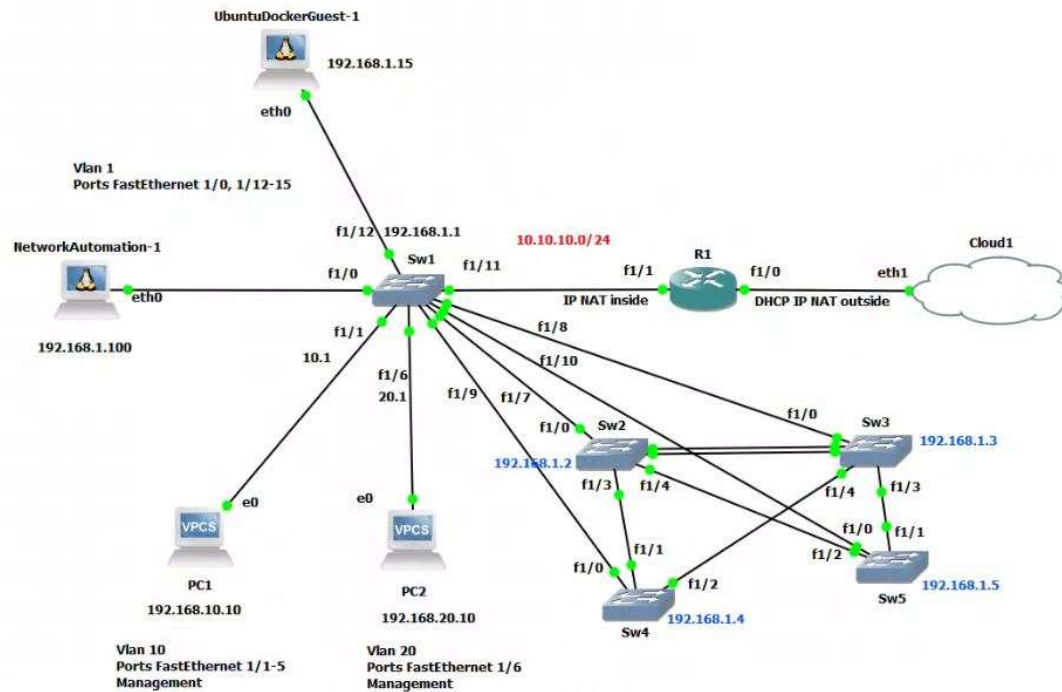 UbuntuDockerGuest-1
192.168.1.15
eth0
Vlan 1
Ports FastEthernet 1/0, 1/12-15
f1/12 192.168.1.1
10.10.10.0/24
NetworkAutomation-1
Sw1
R1
Cloud1
f1/0
f1/11
f1/1
f1/0
eth1
eth0
IP NAT inside
DHCP IP NAT outside
192.168.1.100
f1/1
10.1
f1/6
20.1
f1/9
f1/7
f1/8
f1/10
f1/0
Sw2
192.168.1.2
f1/0
Sw3
192.168.1.3
f1/3
f1/4
f1/4
f1/3
e0
VPCS
PC1
192.168.10.10
e0
VPCS
PC2
192.168.20.10
f1/0
f1/1
f1/2
Sw4
192.168.1.4
f1/0
f1/2
f1/1
Sw5
192.168.1.5
Vlan 10
Ports FastEthernet 1/1-5
Management
Vlan 20
Ports FastEthernet 1/6
Management